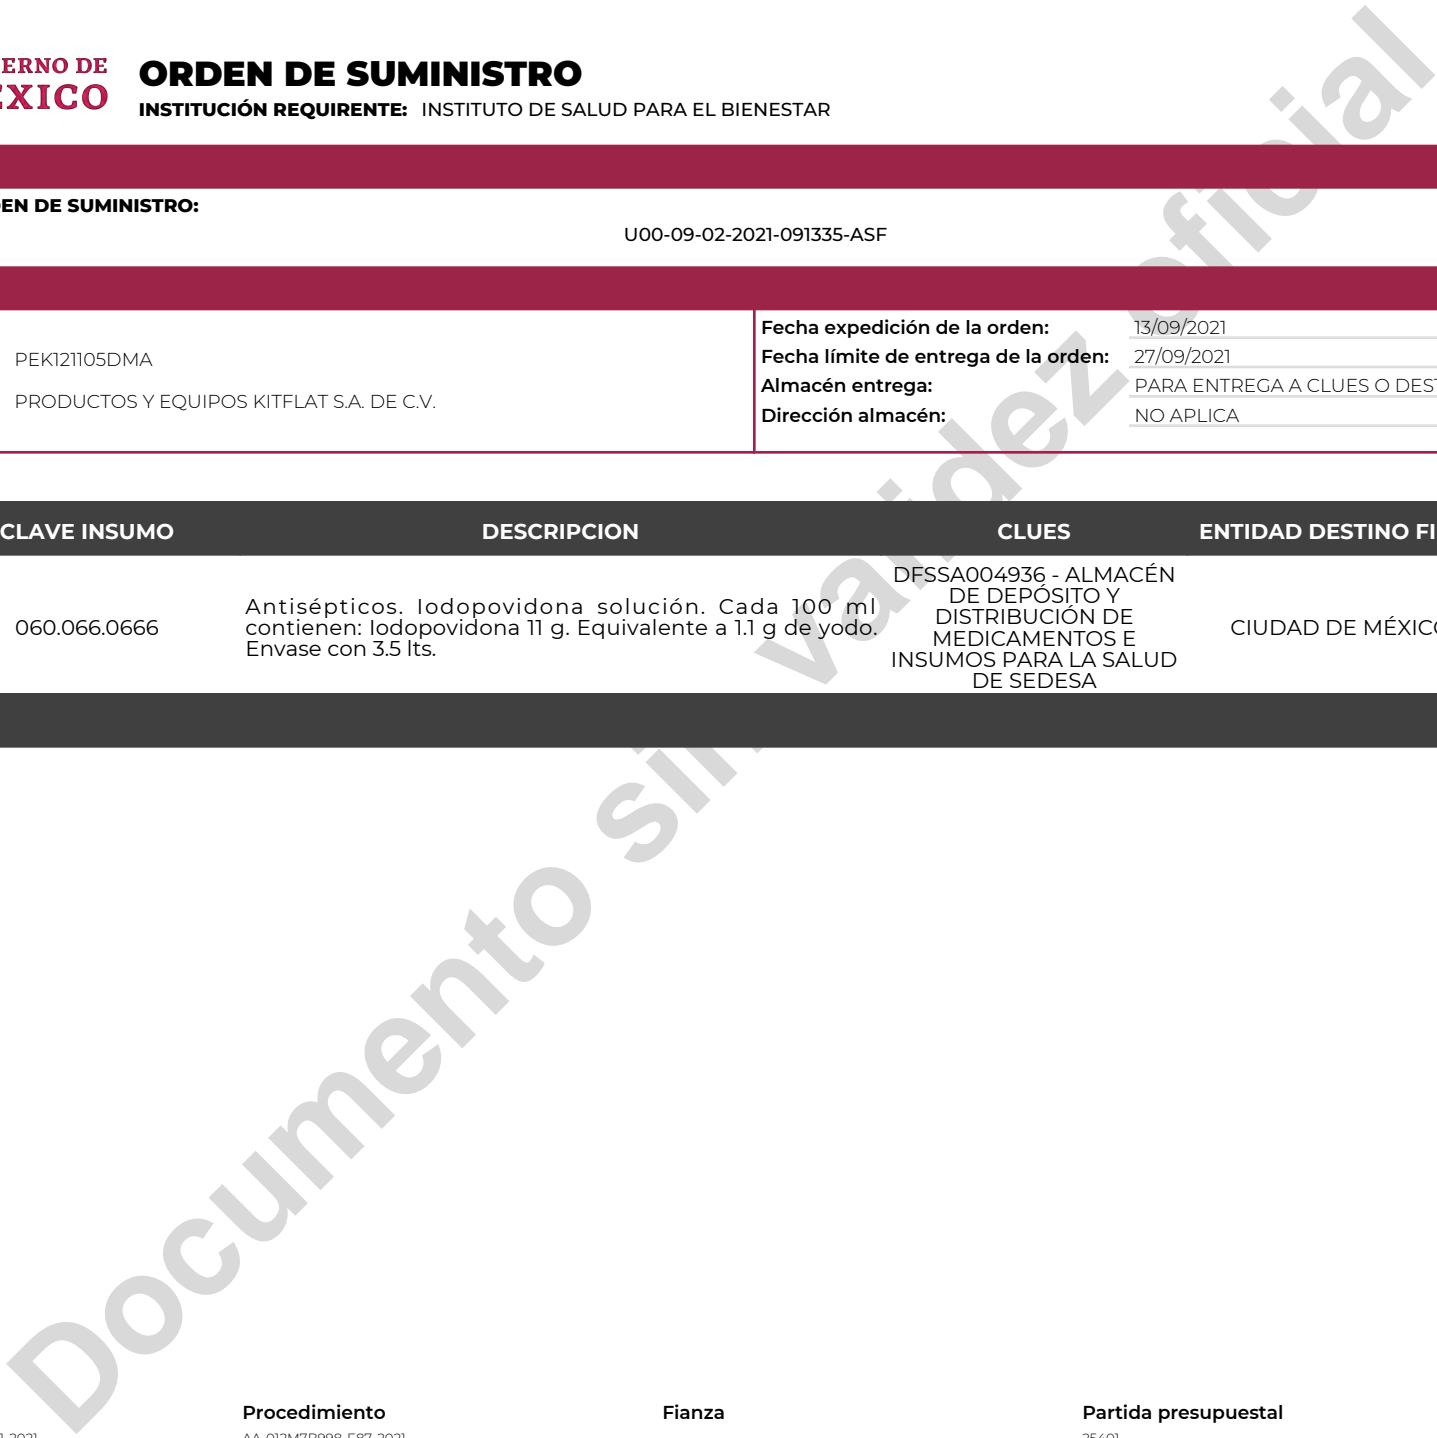 ERNO DE
ORDEN DE SUMINISTRO
INSTITUCIÓN REQUIRENTE: INSTITUTO DE SALUD PARA EL BIENESTAR
EN DE SUMINISTRO:
U00-09-02-2021-091335-ASF
PEK121105DMA
PRODUCTOS Y EQUIPOS KITFLAT S.A. DE C.V.
Fecha expedición de la orden: 13/09/2021
Fecha límite de entrega de la orden: 27/09/2021
Almacén entrega: PARA ENTREGA A CLUES O DEST
Dirección almacén: NO APLICA
CLAVE INSUMO DESCRIPCION CLUES ENTIDAD DESTINO FI
060.066.0666
Antisépticos. Iodopovidona solución. Cada 100 ml
contienen: Iodopovidona 11 g. Equivalente a 1.1 g de yodo.
Envase con 3.5 lts.
DFSSA004936 - ALMACÉN
DE DEPÓSITO Y
DISTRIBUCIÓN DE
MEDICAMENTOS E
INSUMOS PARA LA SALUD
DE SEDESA
CIUDAD DE MÉXICO
Documento sin validez oficial
Procedimiento Fianza Partida presupuestal